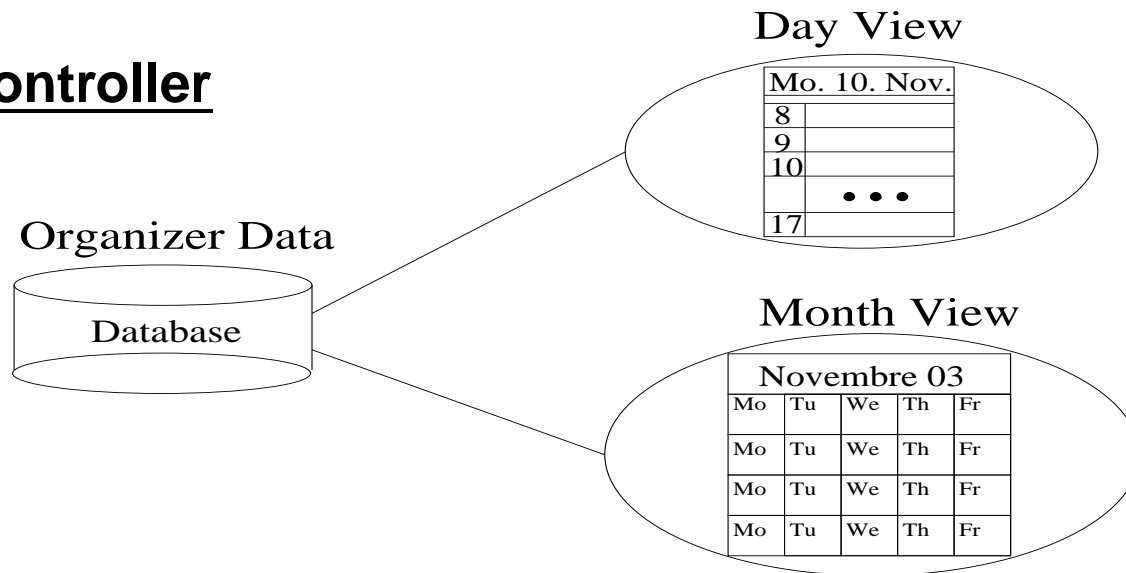 ontroller
Day View
Mo. 10. Nov.
8
9
10
• • •
17
Organizer Data
Database
Month View
Novembre 03
Mo Tu We Th Fr
Mo Tu We Th Fr
Mo Tu We Th Fr
Mo Tu We Th Fr